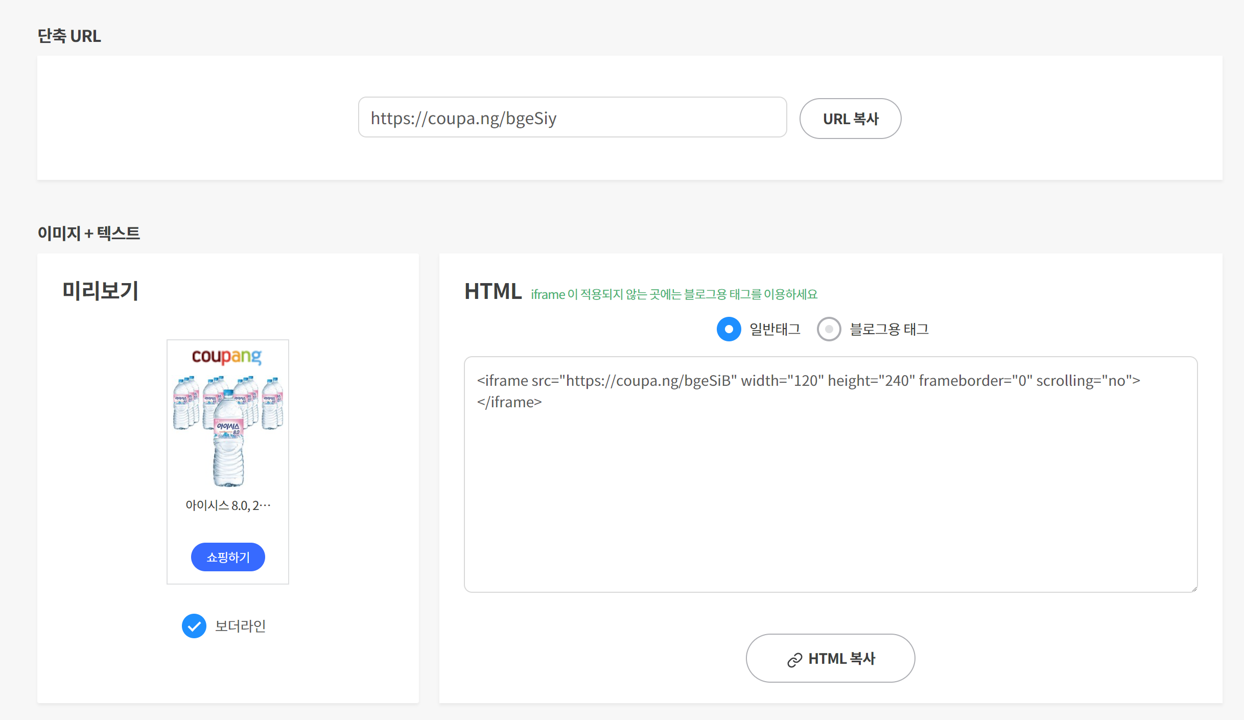 단축 URL
https://coupa.ng/bgeSiy
URL 복사
이미지 + 텍스트
미리보기
coupang
아이시스
8.0
아이시스 8.0, 2…
쇼핑하기
보더라인
HTML iframe 이 적용되지 않는 곳에는 블로그용 태그를 이용하세요
일반태그 블로그용 태그
<iframe src="https://coupa.ng/bgeSiB" width="120" height="240" frameborder="0" scrolling="no">
</iframe>
HTML 복사